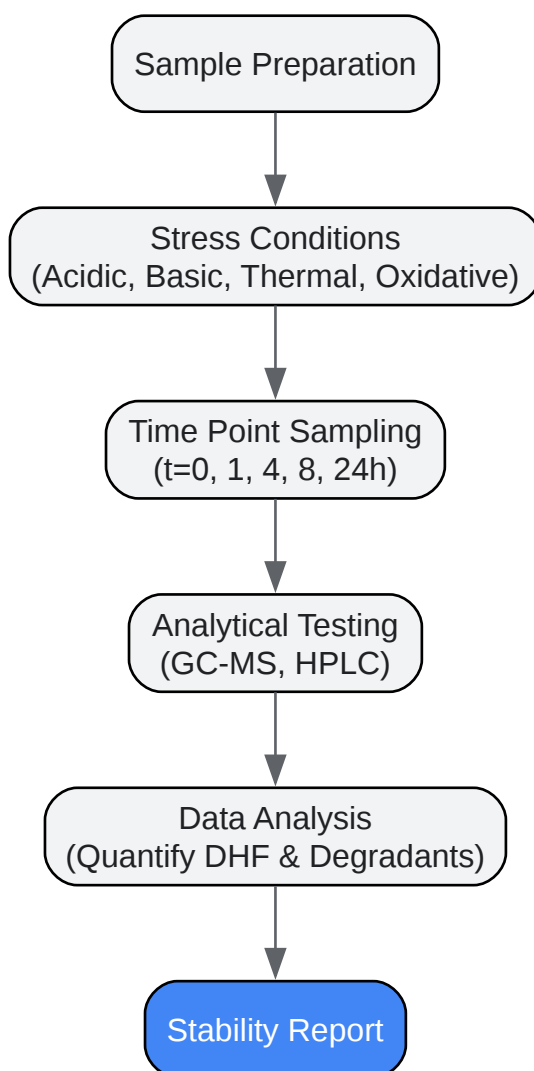 Sample Preparation
Stress Conditions
(Acidic, Basic, Thermal, Oxidative)
Time Point Sampling
(t=0, 1, 4, 8, 24h)
Analytical Testing
(GC-MS, HPLC)
Data Analysis
(Quantify DHF & Degradants)
Stability Report